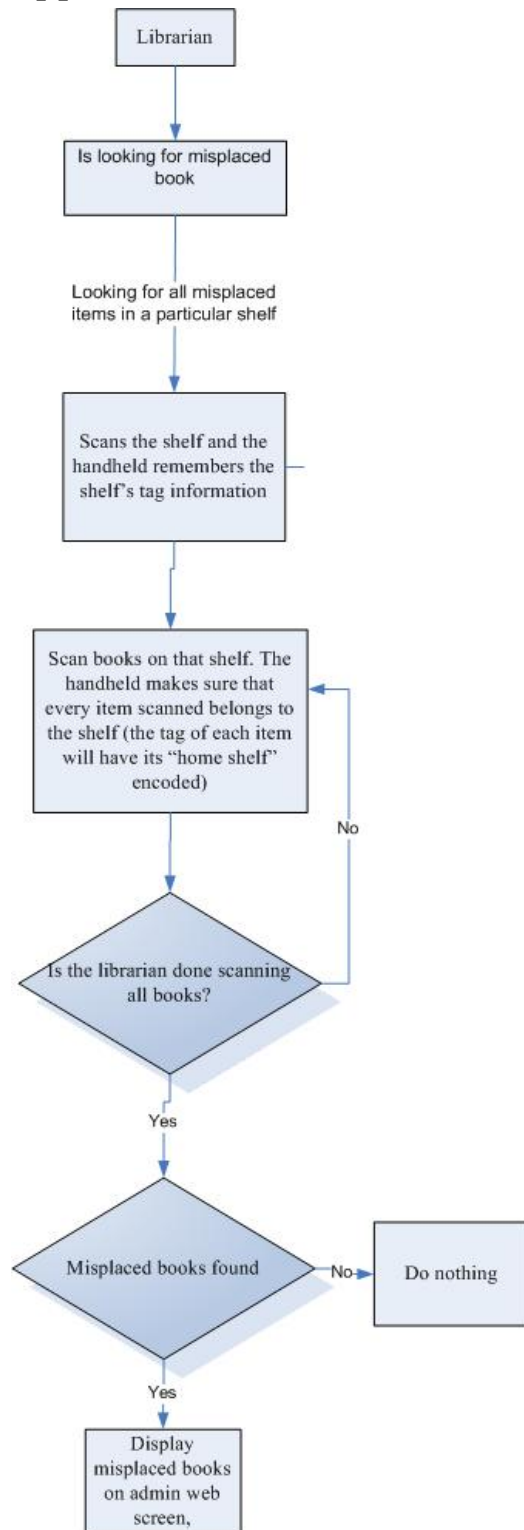 Librarian
Is looking for misplaced
book
Looking for all misplaced
items in a particular shelf
Scans the shelf and the
handheld remembers the
shelf’s tag information
Scan books on that shelf. The
handheld makes sure that
every item scanned belongs to
the shelf (the tag of each item
will have its “home shelf”
encoded)
No
Is the librarian done scanning
all books?
Yes
Misplaced books found
No
Do nothing
Yes
Display
misplaced books
on admin web
screen,